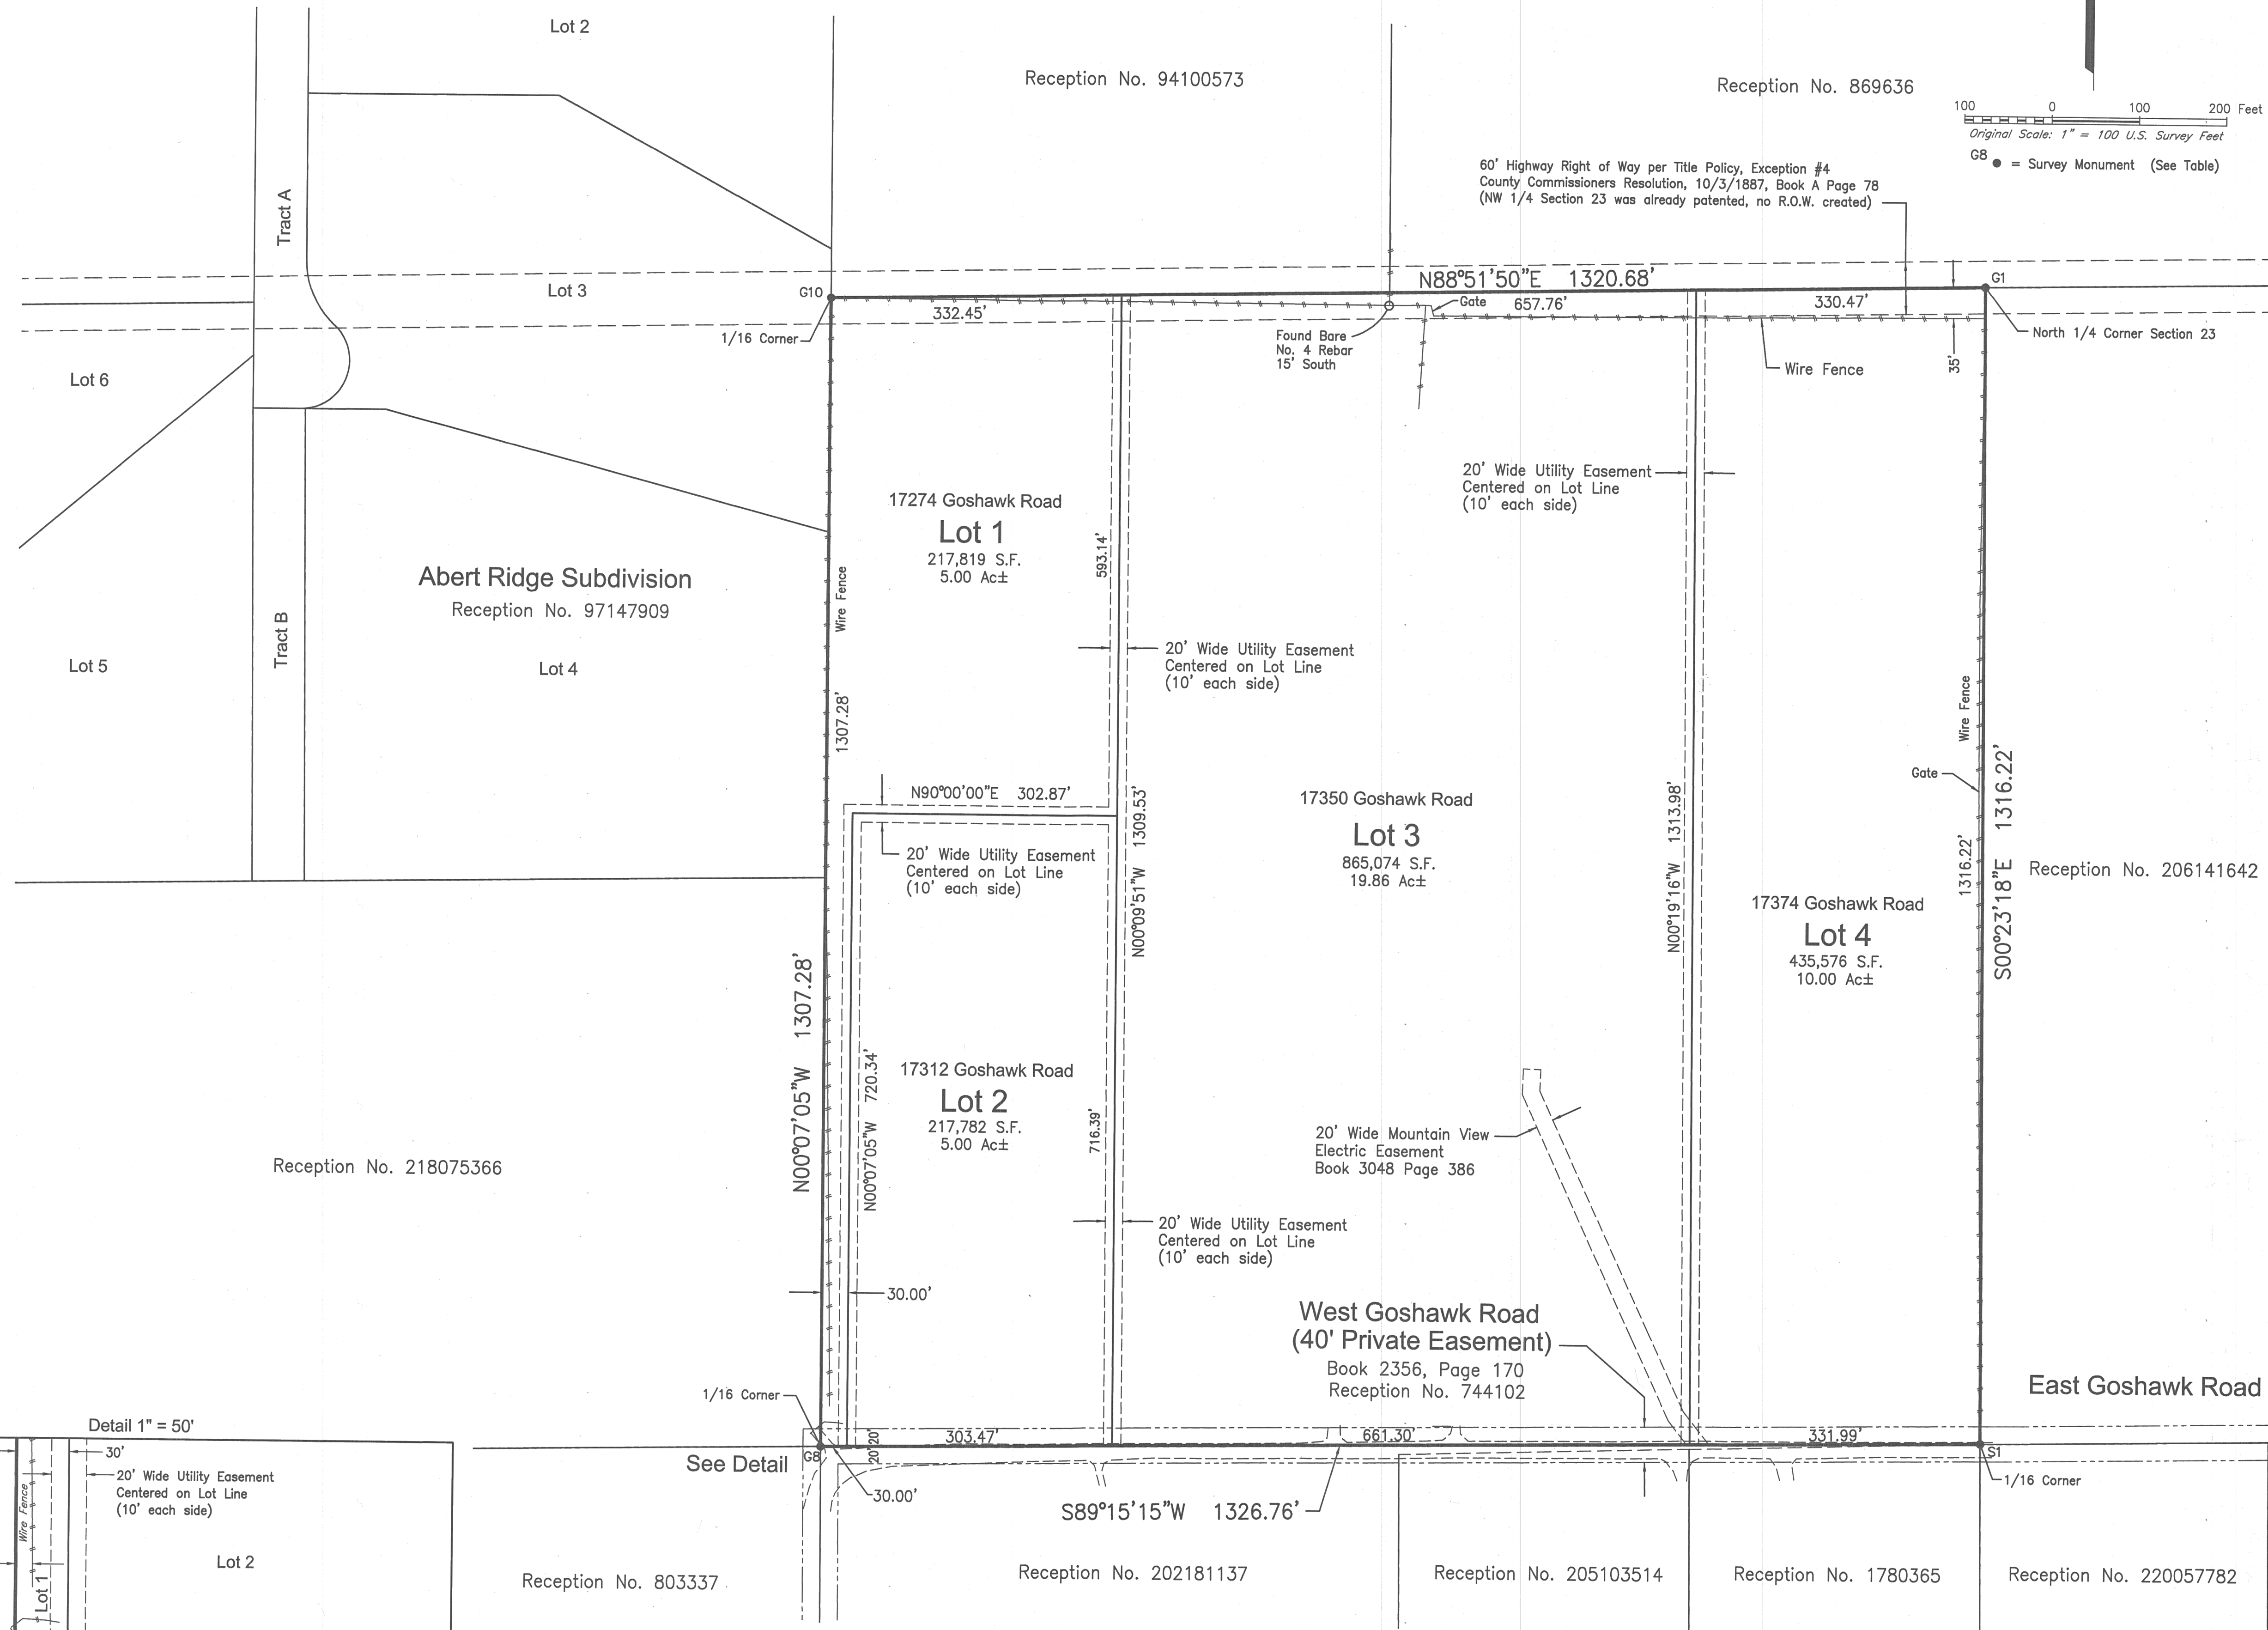 Lot 2
Reception No. 94100573
Reception No. 869636
100 0 100 200 Feet
Original Scale: 1" = 100 U.S. Survey Feet
G8 ● = Survey Monument (See Table)
60' Highway Right of Way per Title Policy, Exception #4
County Commissioners Resolution, 10/3/1887, Book A Page 78
(NW 1/4 Section 23 was already patented, no R.O.W. created)
Tract A
Lot 3
G10
N88°51'50"E 1320.68'
G1
332.45'
Gate
657.76'
330.47'
1/16 Corner
Found Bare
No. 4 Rebar
15' South
North 1/4 Corner Section 23
Wire Fence
35'
Lot 6
20' Wide Utility Easement
Centered on Lot Line
(10' each side)
17274 Goshawk Road
Lot 1
217,819 S.F.
5.00 Ac±
593.14'
Abert Ridge Subdivision
Reception No. 97147909
Wire Fence
Tract B
Lot 5
Lot 4
20' Wide Utility Easement
Centered on Lot Line
(10' each side)
1307.28'
Wire Fence
Gate
N90°00'00"E 302.87'
N00°09'51"W 1309.53'
17350 Goshawk Road
Lot 3
865,074 S.F.
19.86 Ac±
N00°19'16"W 1313.98'
1316.22'
S00°23'18"E 1316.22'
20' Wide Utility Easement
Centered on Lot Line
(10' each side)
Reception No. 206141642
17374 Goshawk Road
Lot 4
435,576 S.F.
10.00 Ac±
N00°07'05"W 1307.28'
N00°07'05"W 720.34'
17312 Goshawk Road
Lot 2
217,782 S.F.
5.00 Ac±
716.39'
Reception No. 218075366
20' Wide Mountain View
Electric Easement
Book 3048 Page 386
20' Wide Utility Easement
Centered on Lot Line
(10' each side)
30.00'
West Goshawk Road
(40' Private Easement)
Book 2356, Page 170
Reception No. 744102
1/16 Corner
East Goshawk Road
303.47'
661.30'
331.99'
20'
20'
G8
S1
See Detail
30.00'
1/16 Corner
S89°15'15"W 1326.76'
Detail 1" = 50'
30'
20' Wide Utility Easement
Centered on Lot Line
(10' each side)
Wire Fence
Lot 2
Lot 1
Reception No. 803337
Reception No. 202181137
Reception No. 205103514
Reception No. 1780365
Reception No. 220057782